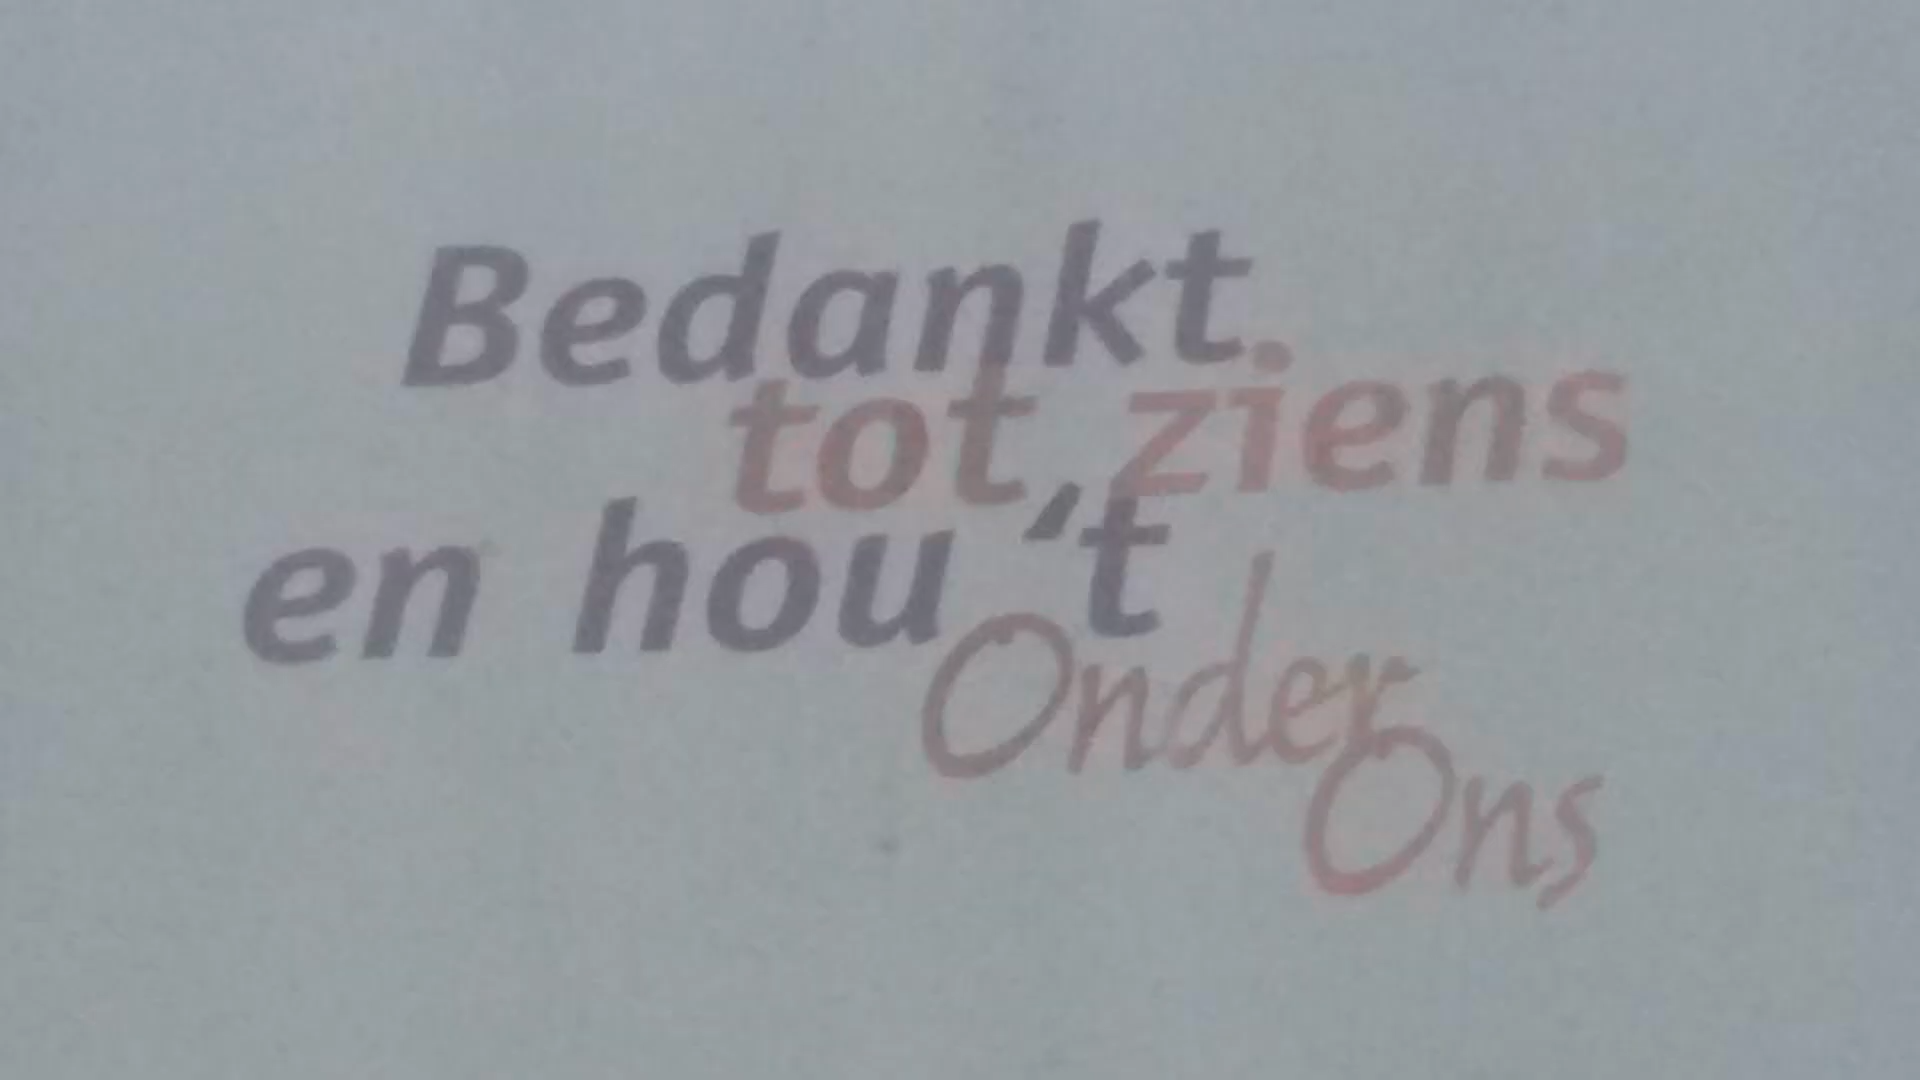 Bedankt
tot ziens
en hou ‘t
Onder
Ons